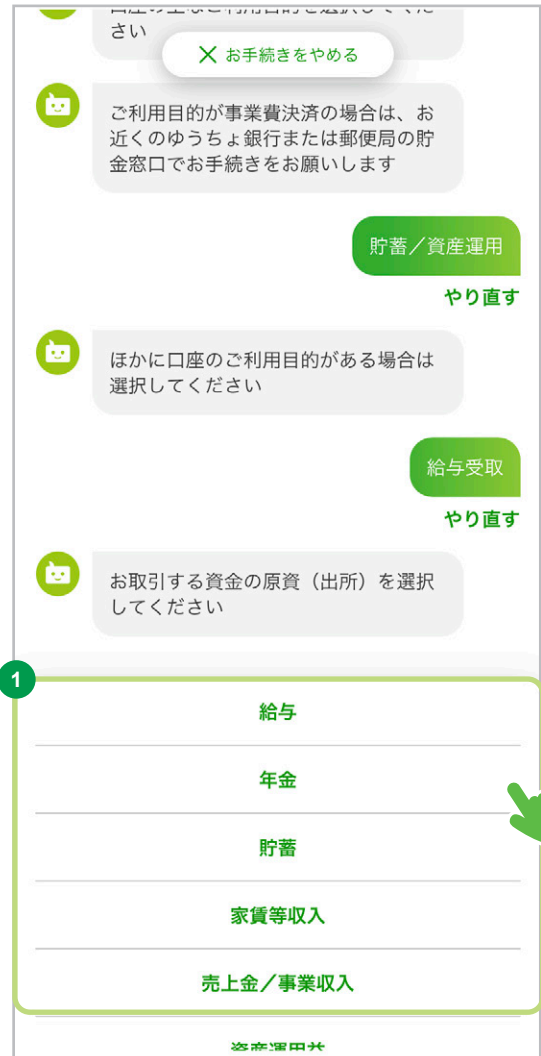 さい
× お手続きをやめる
ご利用目的が事業費決済の場合は、お
近くのゆうちょ銀行または郵便局の貯
金窓口でお手続きをお願いします
貯蓄／資産運用
やり直す
ほかに口座のご利用目的がある場合は
選択してください
給与受取
やり直す
お取引する資金の原資（出所）を選択
してください
1
給与
年金
貯蓄
家賃等収入
売上金／事業収入
資産運用益